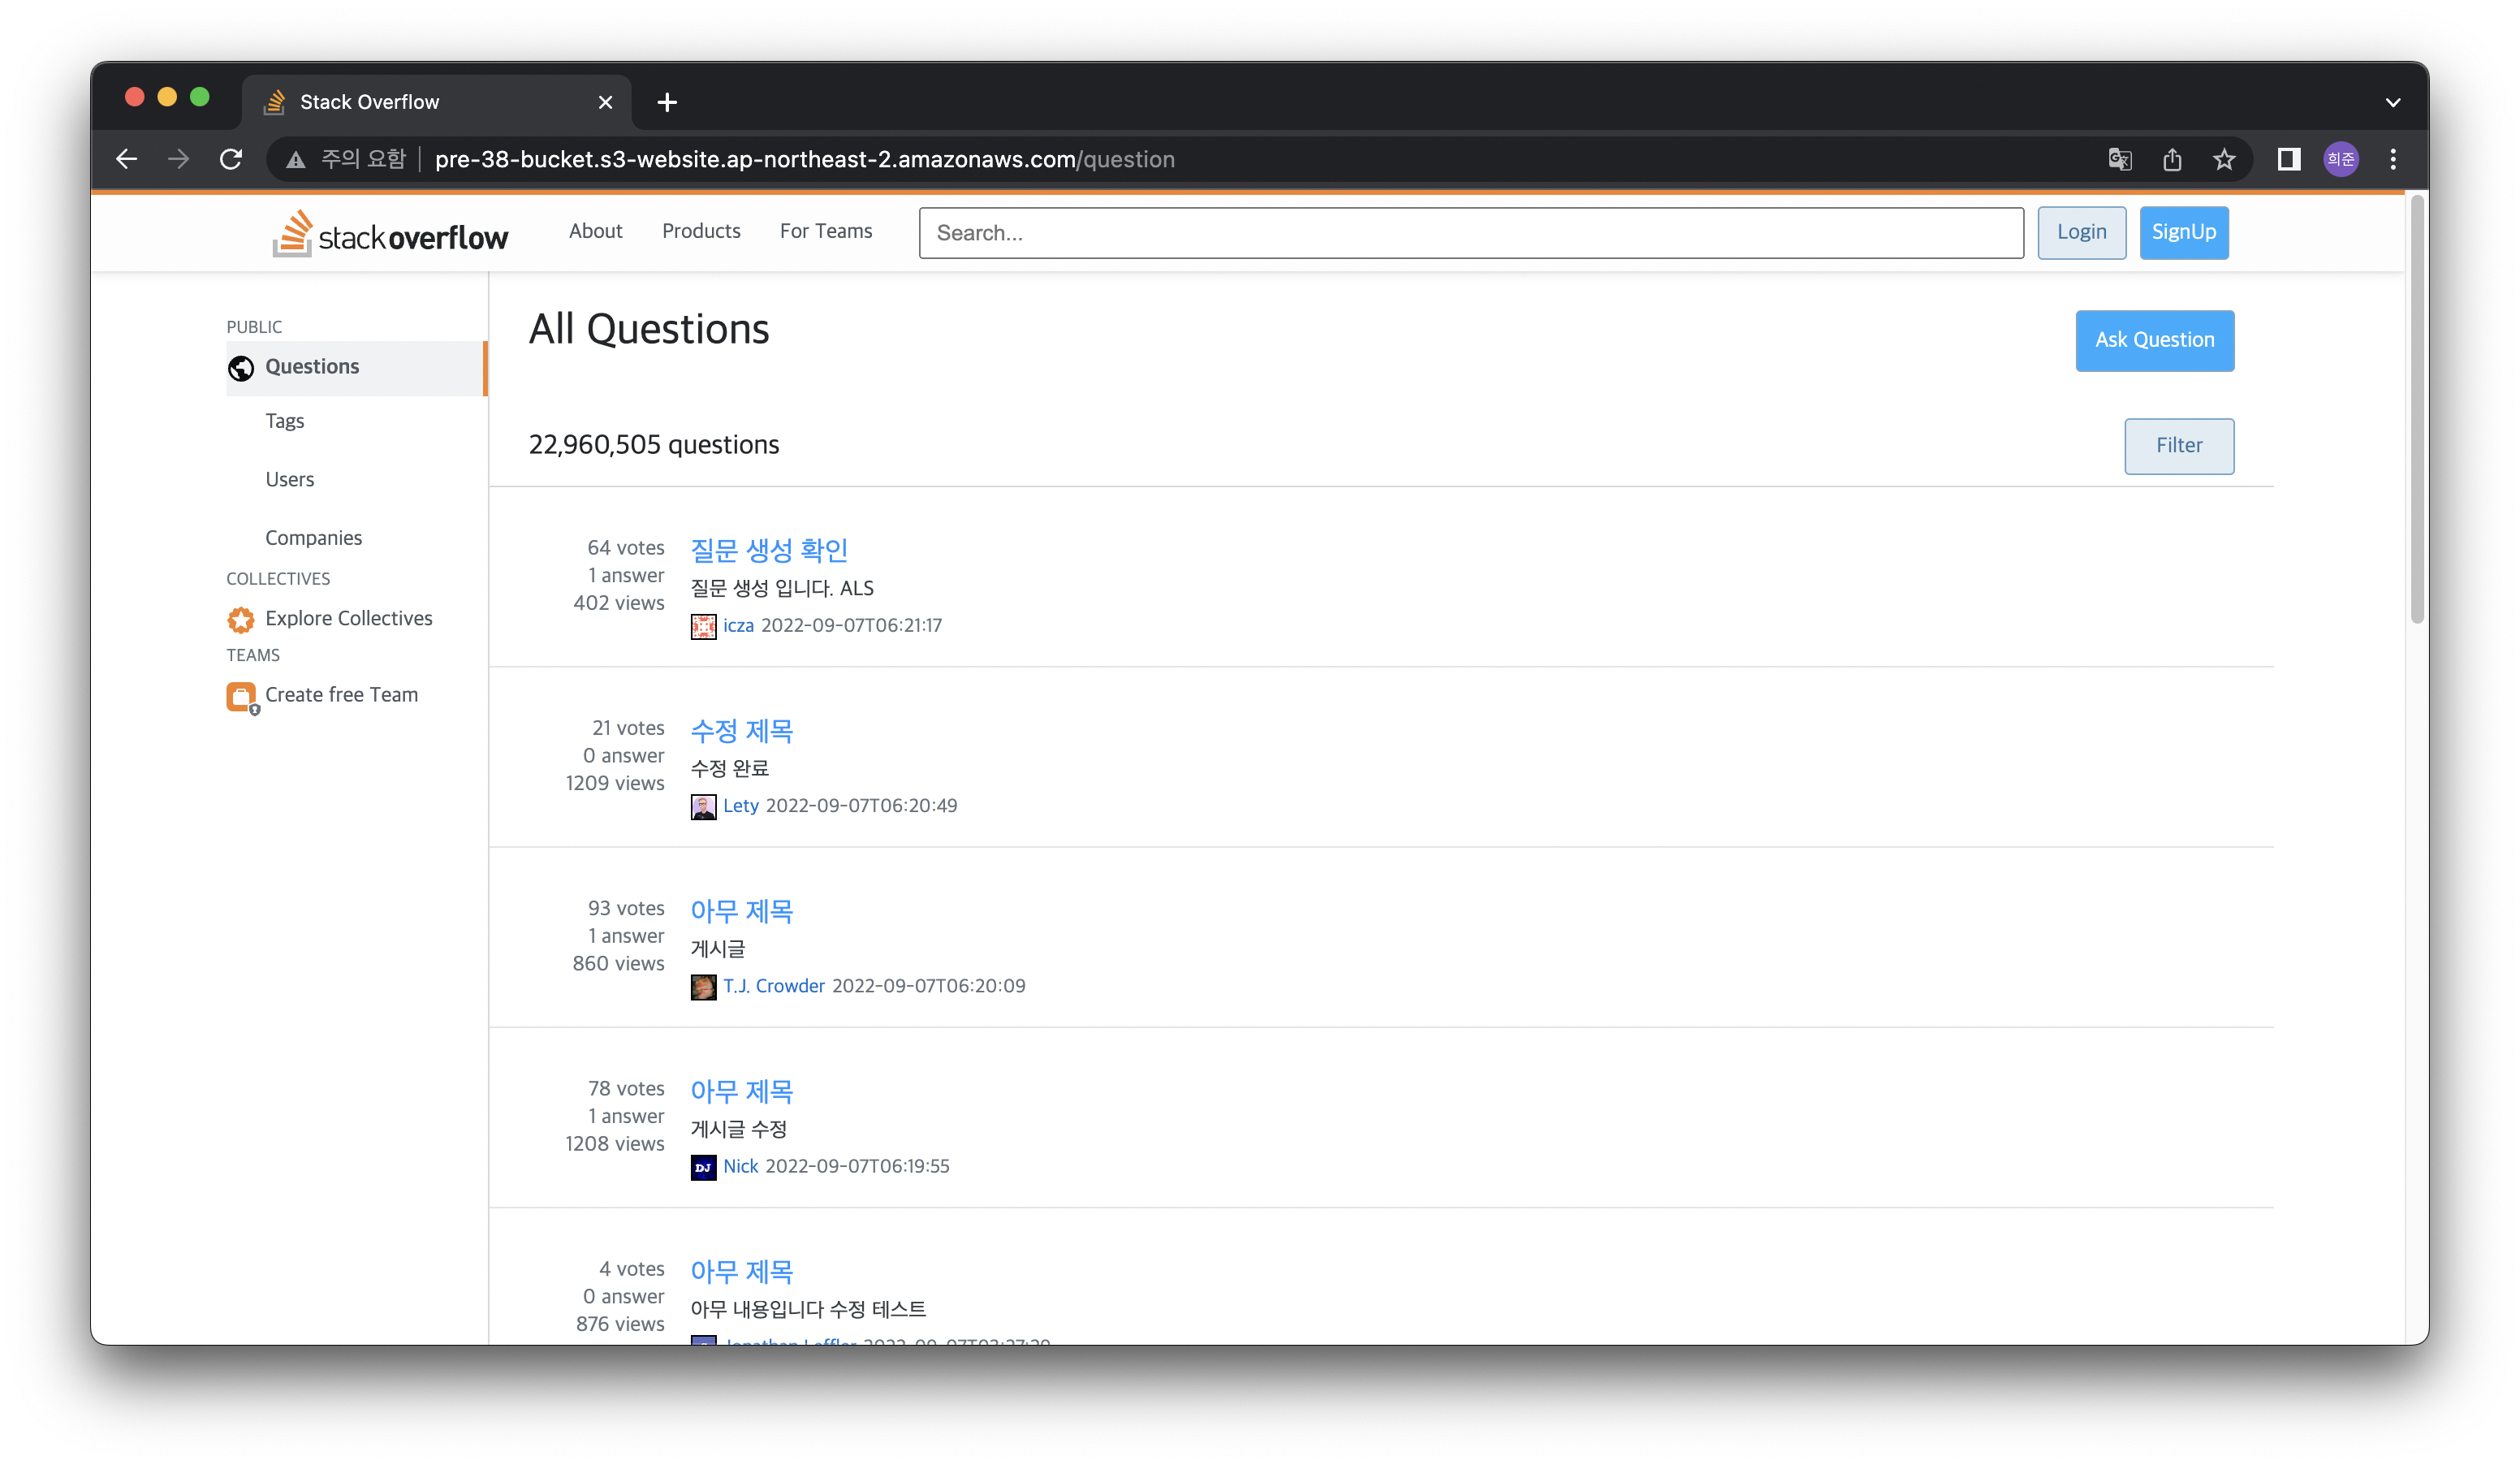 Stack Overflow
주의 요함 pre-38-bucket.s3-website.ap-northeast-2.amazonaws.com/question
희준
stackoverflow About Products For Teams Search... Login SignUp
PUBLIC
Questions
Tags
Users
Companies
COLLECTIVES
Explore Collectives
TEAMS
Create free Team
All Questions
Ask Question
22,960,505 questions
Filter
64 votes
1 answer
402 views
질문 생성 확인
질문 생성 입니다. ALS
icza 2022-09-07T06:21:17
21 votes
0 answer
1209 views
수정 제목
수정 완료
Lety 2022-09-07T06:20:49
93 votes
1 answer
860 views
아무 제목
게시글
T.J. Crowder 2022-09-07T06:20:09
78 votes
1 answer
1208 views
아무 제목
게시글 수정
DJ
Nick 2022-09-07T06:19:55
4 votes
0 answer
876 views
아무 제목
아무 내용입니다 수정 테스트
Jonathan Leffler